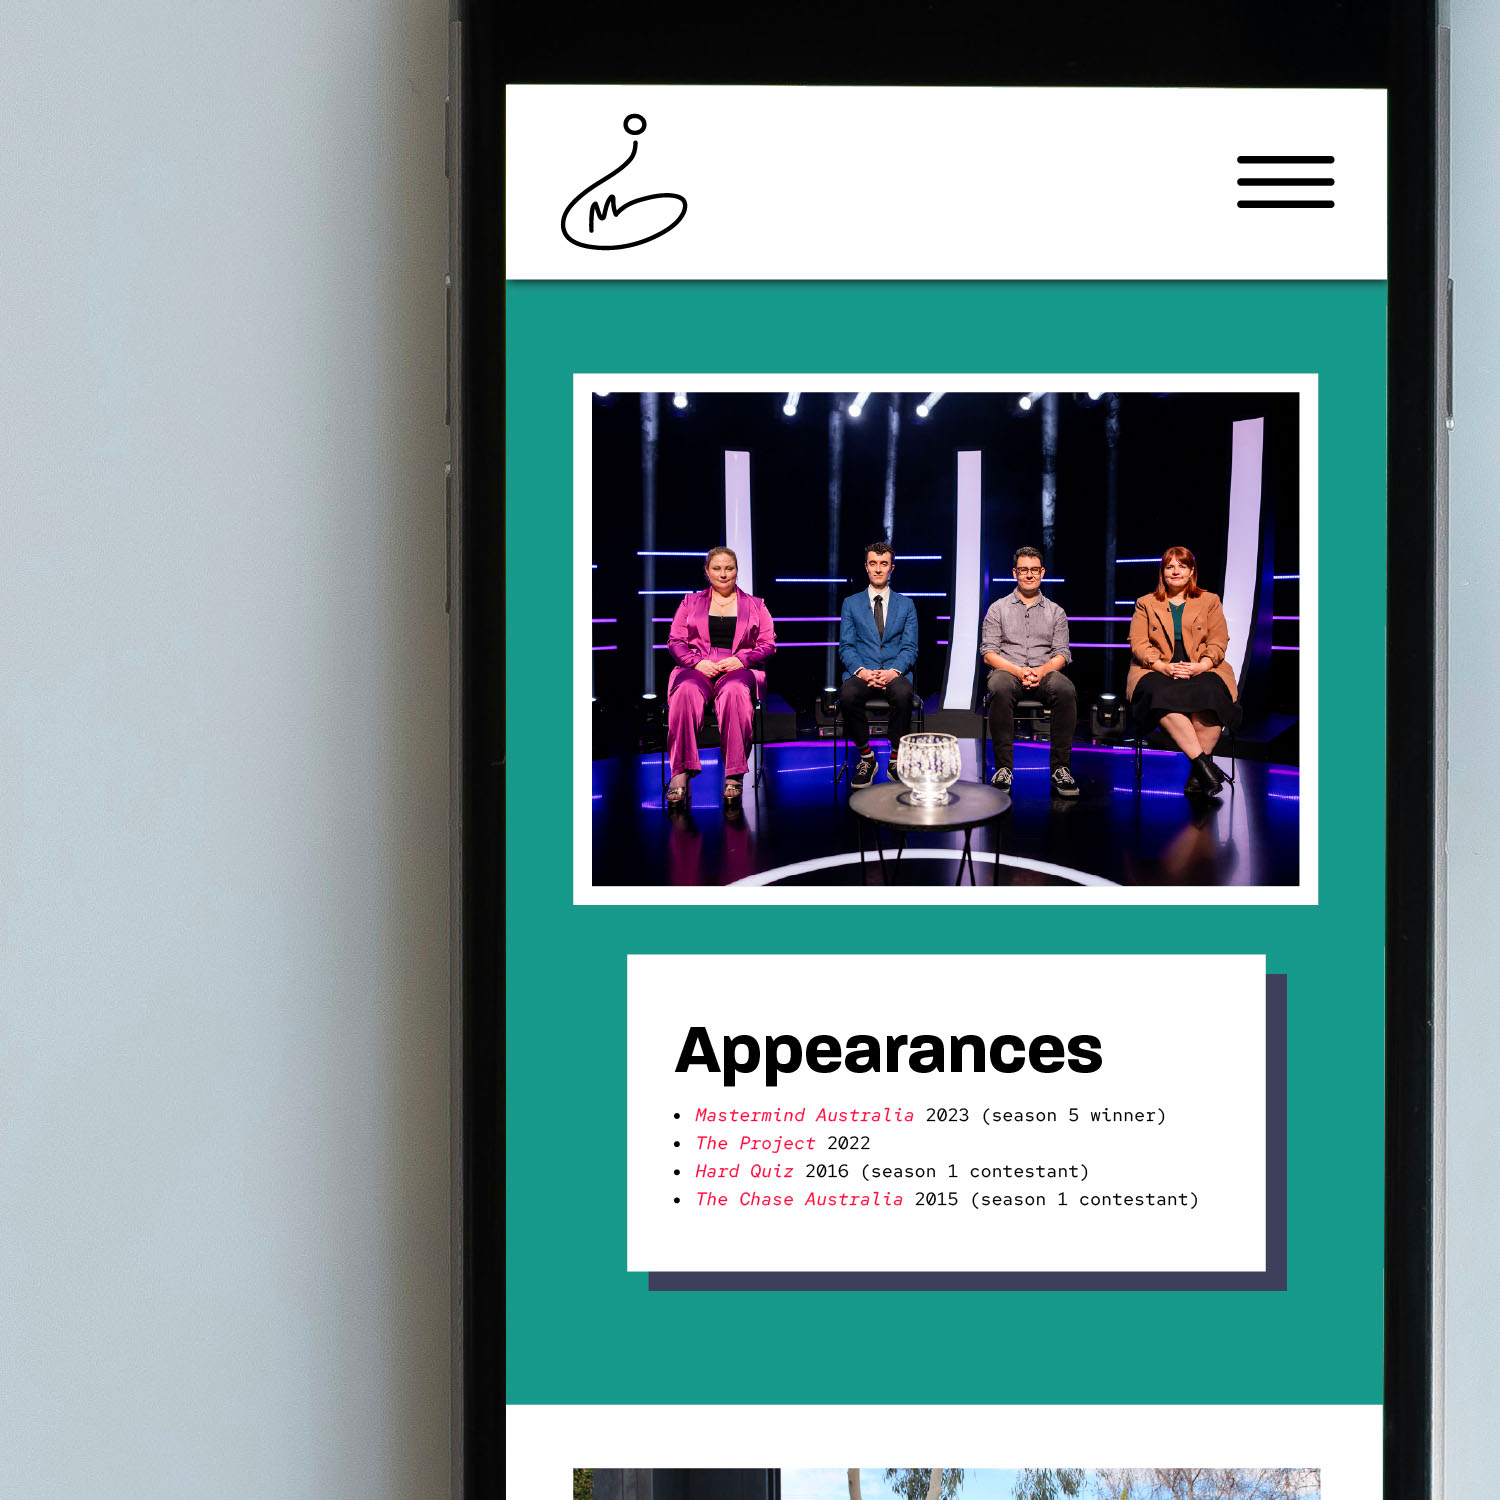 Appearances
Mastermind Australia 2023 (season 5 winner)
The Project 2022
Hard Quiz 2016 (season 1 contestant)
The Chase Australia 2015 (season 1 contestant)